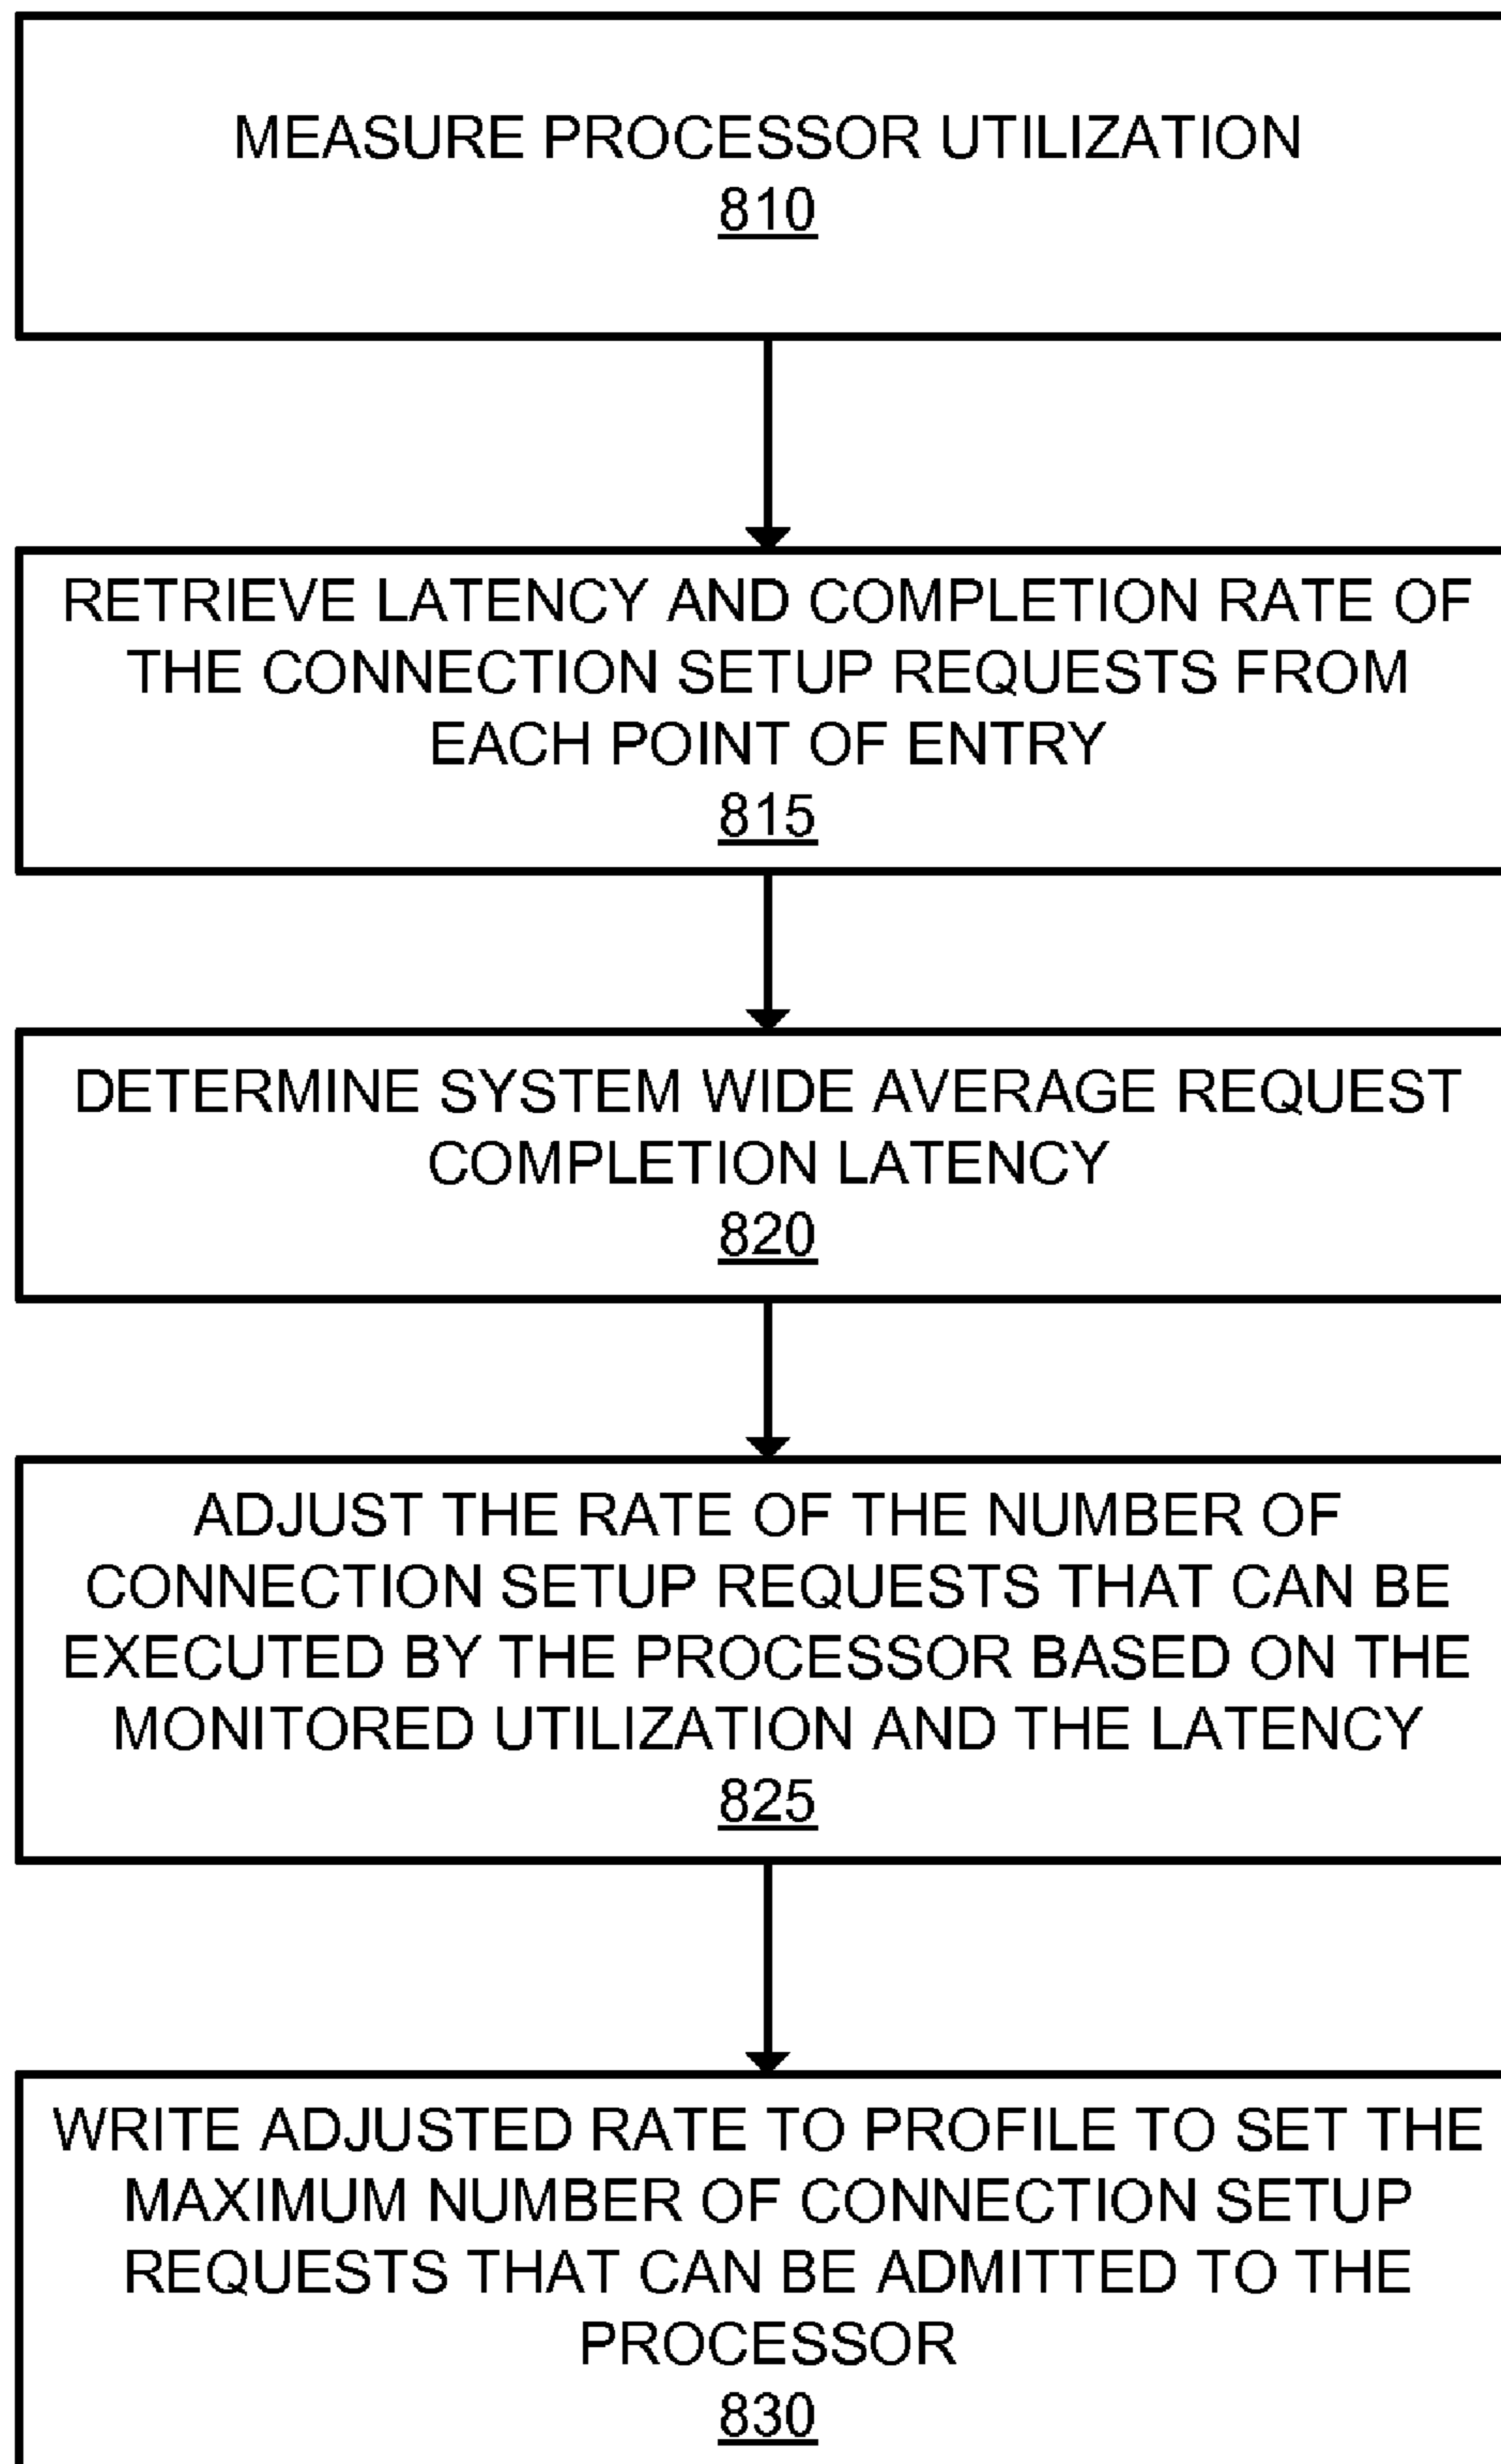 MEASURE PROCESSOR UTILIZATION
810
RETRIEVE LATENCY AND COMPLETION RATE OF
THE CONNECTION SETUP REQUESTS FROM
EACH POINT OF ENTRY
815
DETERMINE SYSTEM WIDE AVERAGE REQUEST
COMPLETION LATENCY
820
ADJUST THE RATE OF THE NUMBER OF
CONNECTION SETUP REQUESTS THAT CAN BE
EXECUTED BY THE PROCESSOR BASED ON THE
MONITORED UTILIZATION AND THE LATENCY
825
WRITE ADJUSTED RATE TO PROFILE TO SET THE
MAXIMUM NUMBER OF CONNECTION SETUP
REQUESTS THAT CAN BE ADMITTED TO THE
PROCESSOR
830